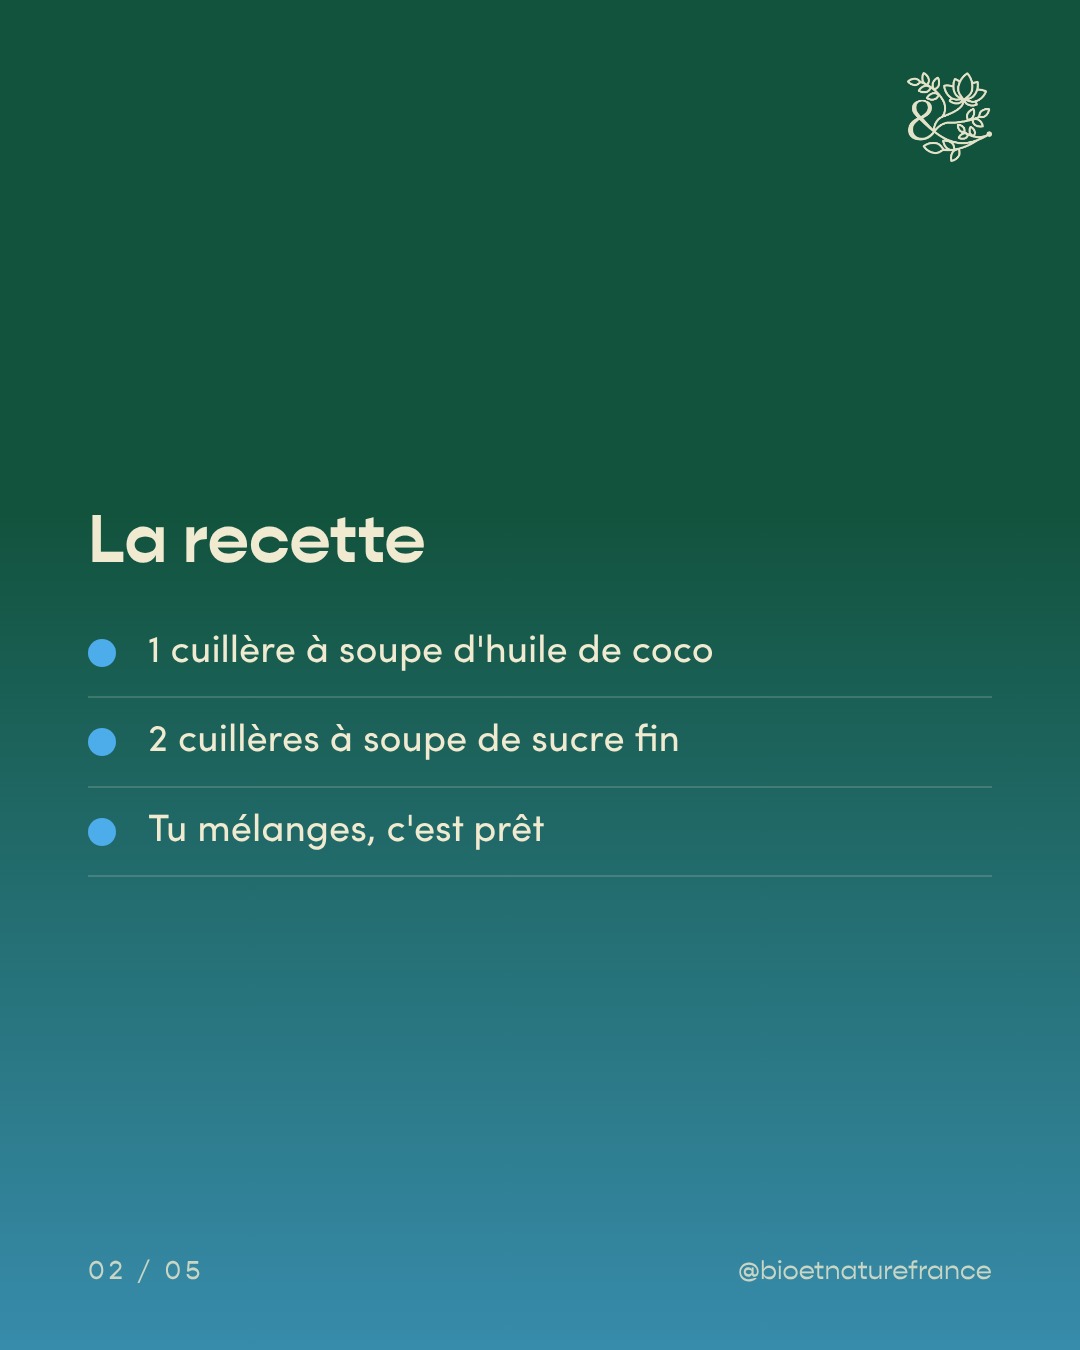 &
La recette
1 cuillère à soupe d'huile de coco
2 cuillères à soupe de sucre fin
Tu mélanges, c'est prêt
02 / 05
@bioetnaturefrance